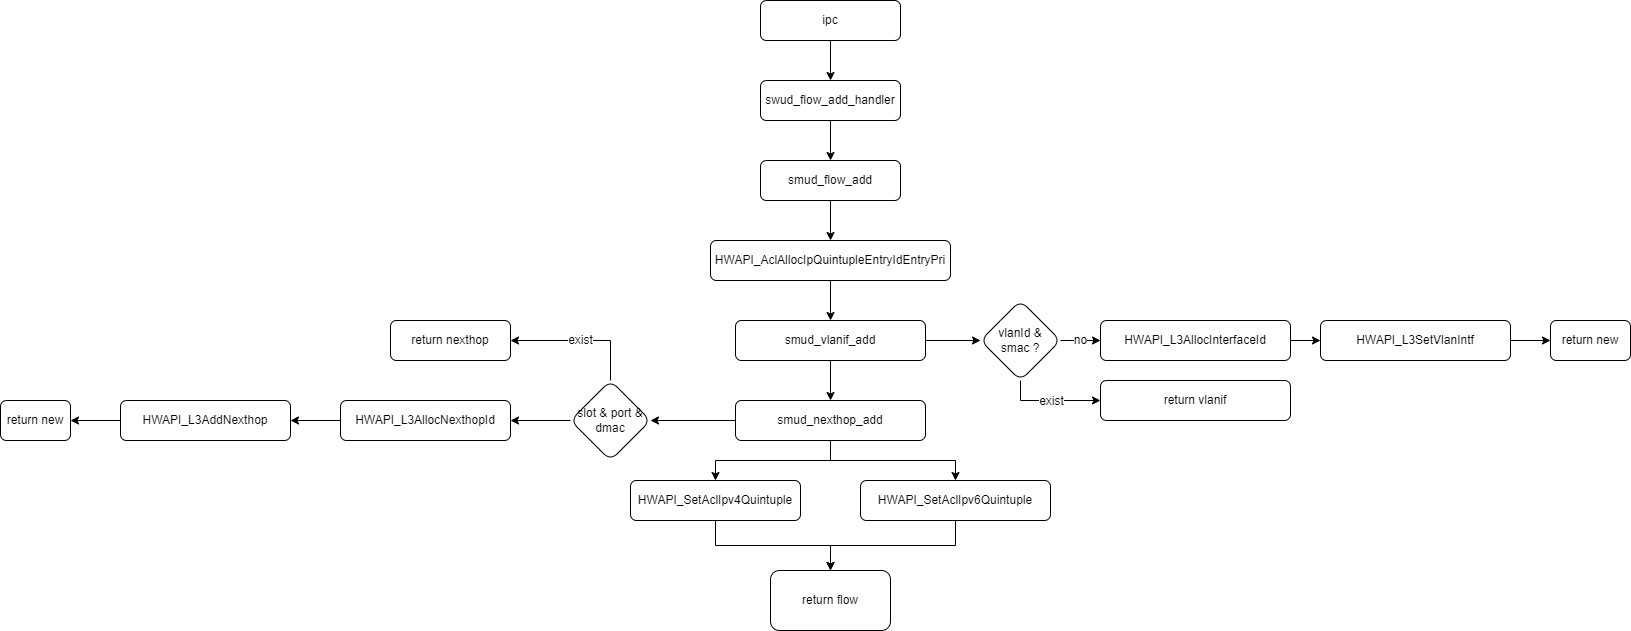 ipc
swud_flow_add_handler
smud_flow_add
HWAPI_AclAllocIpQuintupleEntryIdEntryPri
return nexthop
exist
smud_vlanif_add
vlanId &
smac ?
no
HWAPI_L3AllocInterfaceId
HWAPI_L3SetVlanIntf
return new
exist
return vlanif
return new
HWAPI_L3AddNexthop
HWAPI_L3AllocNexthopId
slot & port &
dmac
smud_nexthop_add
HWAPI_SetAclIpv4Quintuple
HWAPI_SetAclIpv6Quintuple
return flow